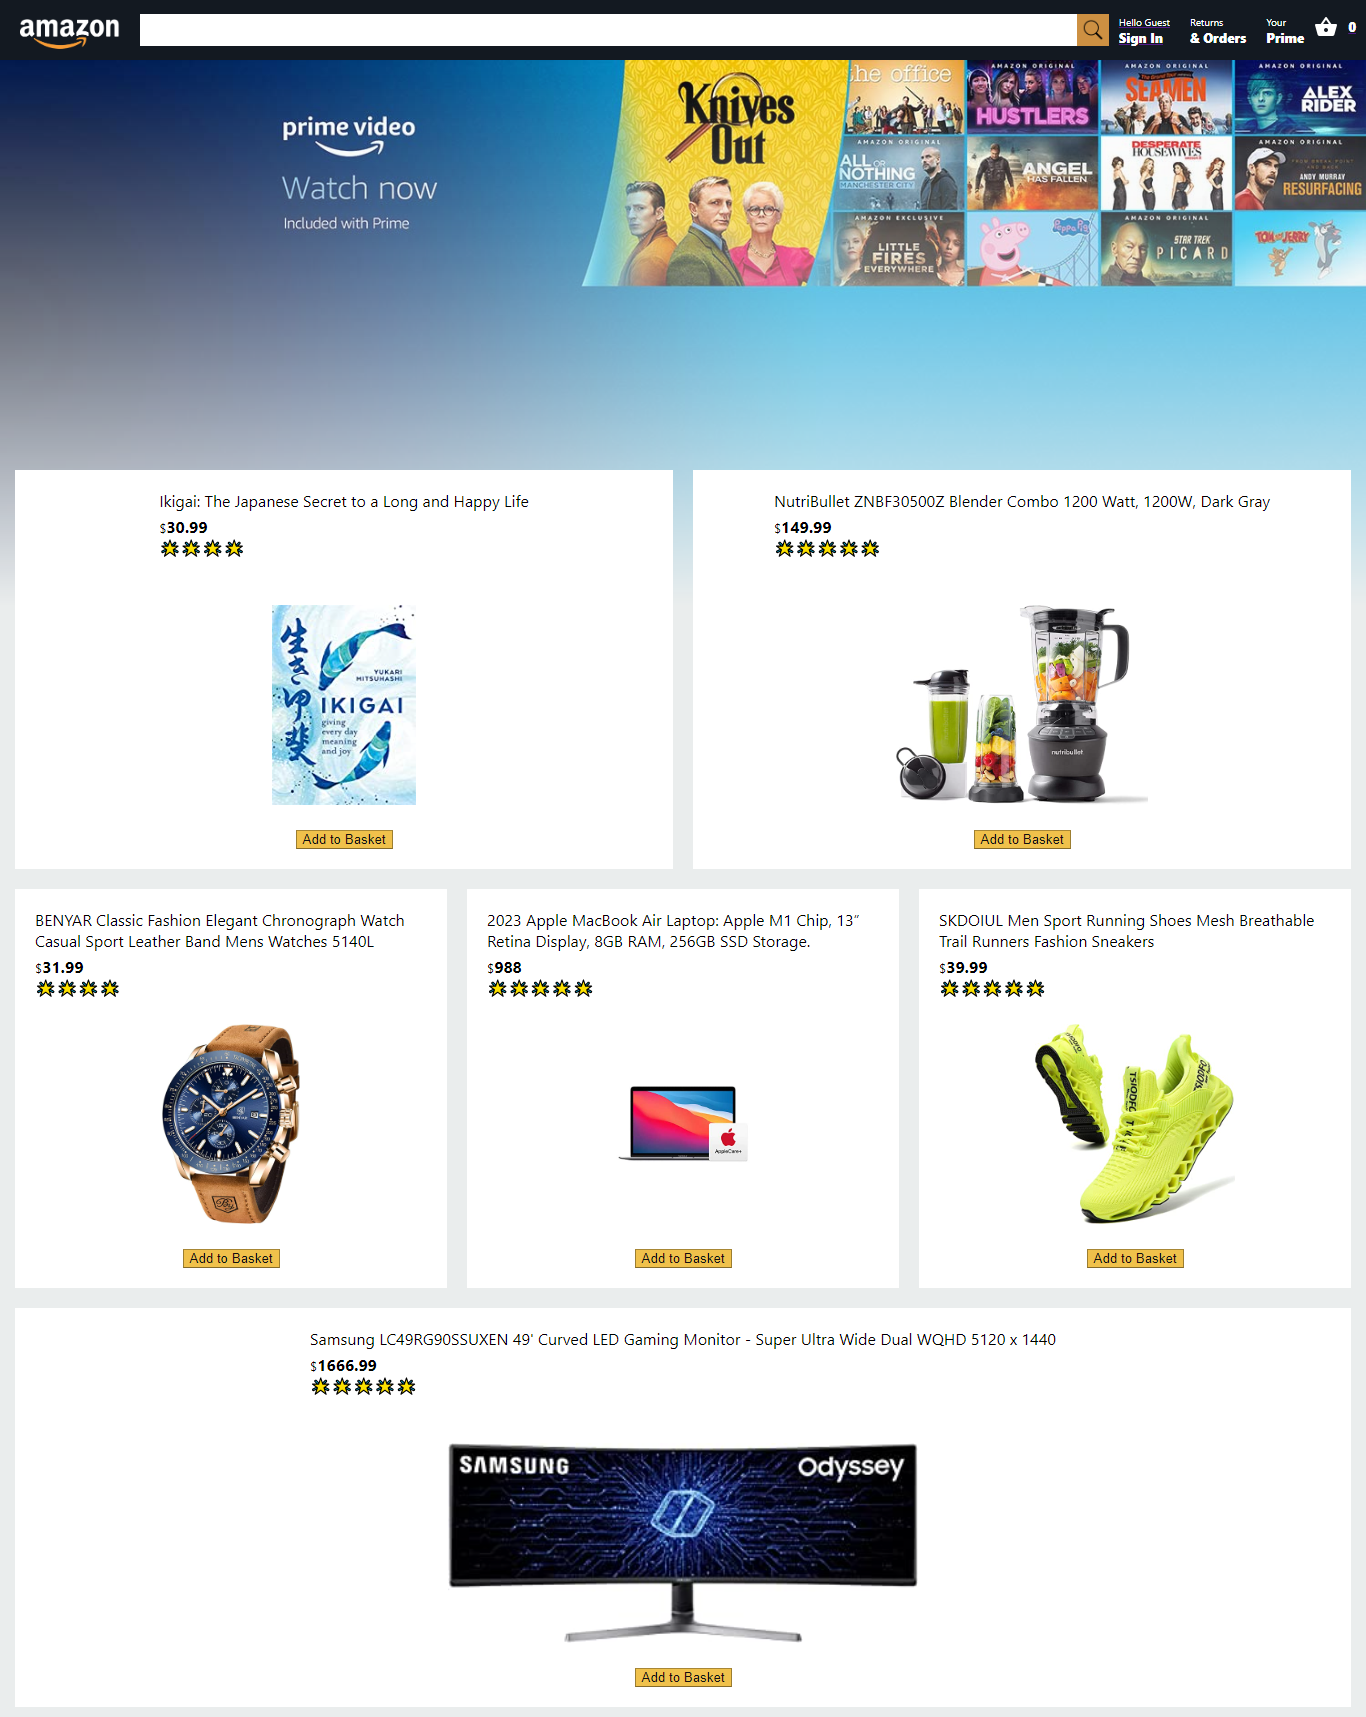 amazon
Hello Guest
Sign In
Returns
& Orders
Your
Prime
0
prime video
Watch now
Included with Prime
Knives
Out
the office
AMAZON ORIGINAL
HUSTLERS
AMAZON ORIGINAL
The Grand Tour
SEAMEN
AMAZON ORIGINAL
ALEX
RIDER
AMAZON ORIGINAL
ALL OR
NOTHING
MANCHESTER CITY
ANGEL
HAS FALLEN
DESPERATE
HOUSEWIVES
AMAZON ORIGINAL
ANDY MURRAY
RESURFACING
AMAZON EXCLUSIVE
LITTLE
FIRES
EVERYWHERE
Peppa Pig
AMAZON ORIGINAL
STAR TREK
PICARD
TOM and JERRY
Ikigai: The Japanese Secret to a Long and Happy Life
$30.99
生き甲斐
YUKARI
MITSUHASHI
IKIGAI
giving
every day
meaning
and joy
Add to Basket
NutriBullet ZNBF30500Z Blender Combo 1200 Watt, 1200W, Dark Gray
$149.99
nutribullet
Add to Basket
BENYAR Classic Fashion Elegant Chronograph Watch
Casual Sport Leather Band Mens Watches 5140L
$31.99
BENYAR
Add to Basket
2023 Apple MacBook Air Laptop: Apple M1 Chip, 13”
Retina Display, 8GB RAM, 256GB SSD Storage.
$988
AppleCare+
Add to Basket
SKDOIUL Men Sport Running Shoes Mesh Breathable
Trail Runners Fashion Sneakers
$39.99
Add to Basket
Samsung LC49RG90SSUXEN 49' Curved LED Gaming Monitor - Super Ultra Wide Dual WQHD 5120 x 1440
$1666.99
SAMSUNG
Odyssey
Add to Basket